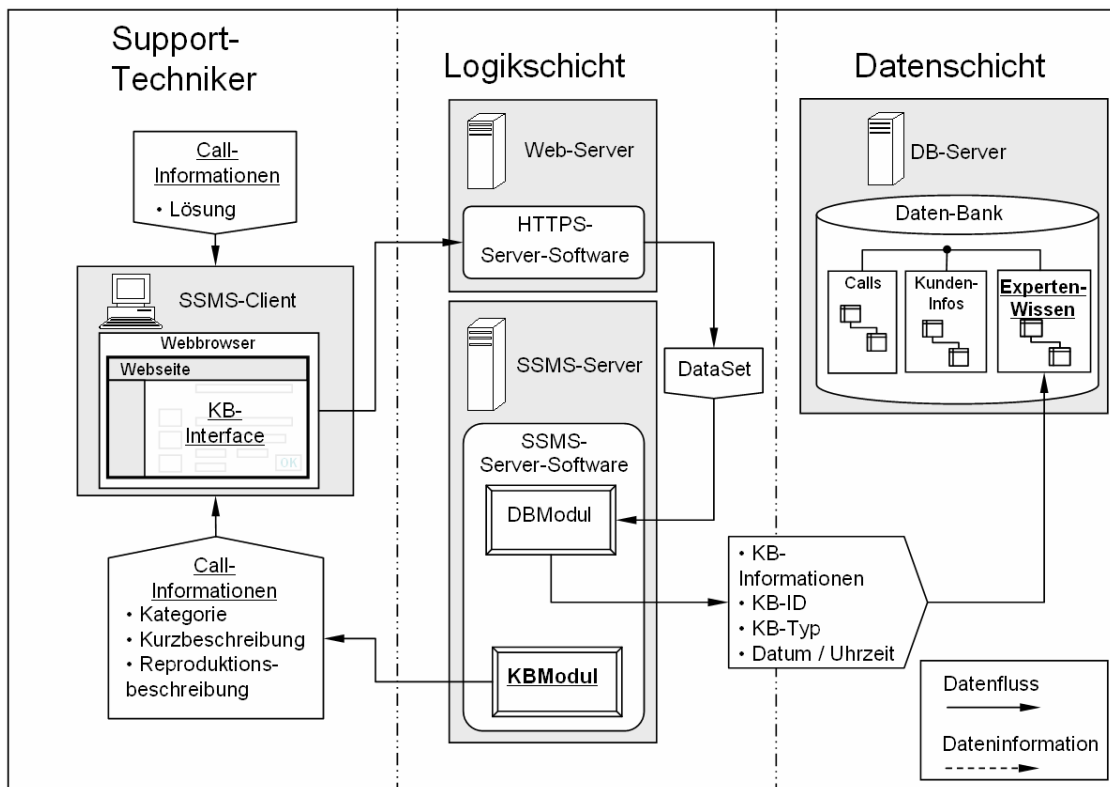 Support-
Techniker
Logikschicht
Datenschicht
Call-
Informationen
• Lösung
SSMS-Client
Webbrowser
Webseite
KB-
Interface
OK
Call-
Informationen
• Kategorie
• Kurzbeschreibung
• Reproduktions-
beschreibung
Web-Server
HTTPS-
Server-Software
SSMS-Server
SSMS-
Server-Software
DBModul
KBModul
DataSet
DB-Server
Daten-Bank
Calls
Kunden-
Infos
Experten-
Wissen
• KB-
Informationen
• KB-ID
• KB-Typ
• Datum / Uhrzeit
Datenfluss
Dateninformation